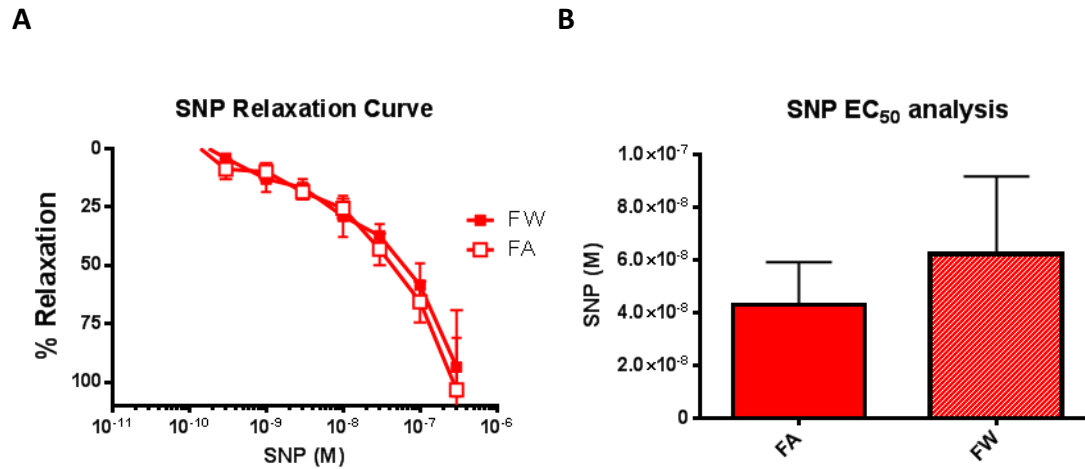 A
B
SNP Relaxation Curve
0
25
50
75
100
% Relaxation
10⁻¹¹ 10⁻¹⁰ 10⁻⁹ 10⁻⁸ 10⁻⁷ 10⁻⁶
SNP (M)
FW
FA
SNP EC₅₀ analysis
1.0×10⁻⁷
8.0×10⁻⁸
6.0×10⁻⁸
4.0×10⁻⁸
2.0×10⁻⁸
0
SNP (M)
FA FW